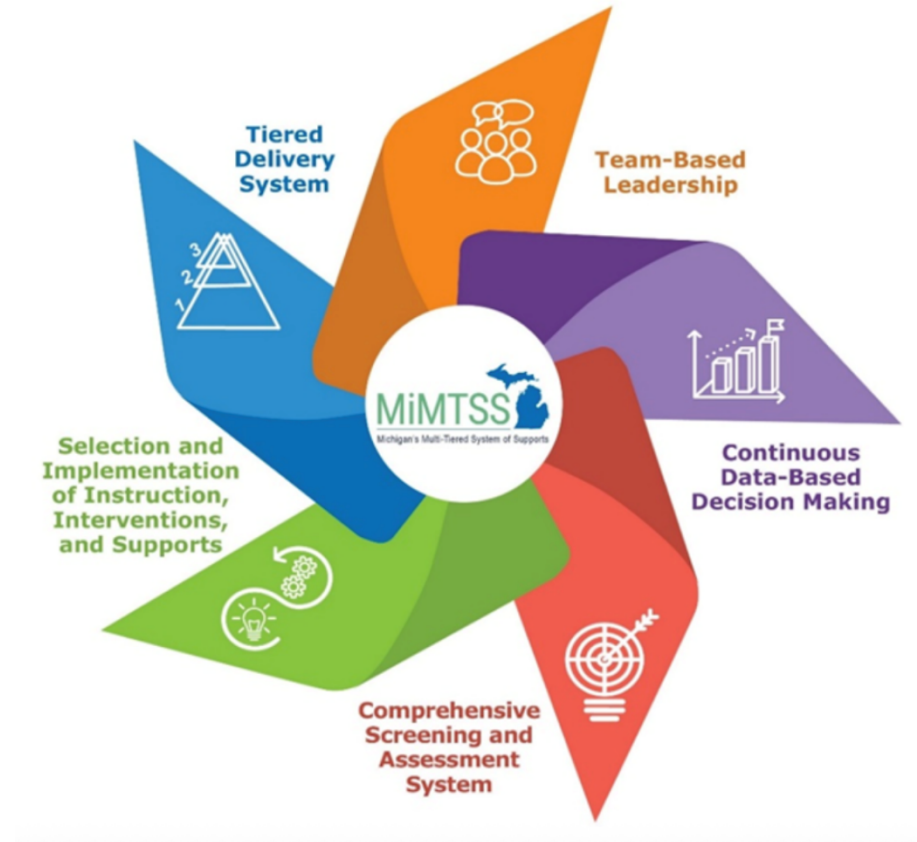 Tiered
Delivery
System
Team-Based
Leadership
3
2
1
MiMTSS
Michigan's Multi-Tiered System of Supports
Selection and
Implementation
of Instruction,
Interventions,
and Supports
Continuous
Data-Based
Decision Making
Comprehensive
Screening and
Assessment
System